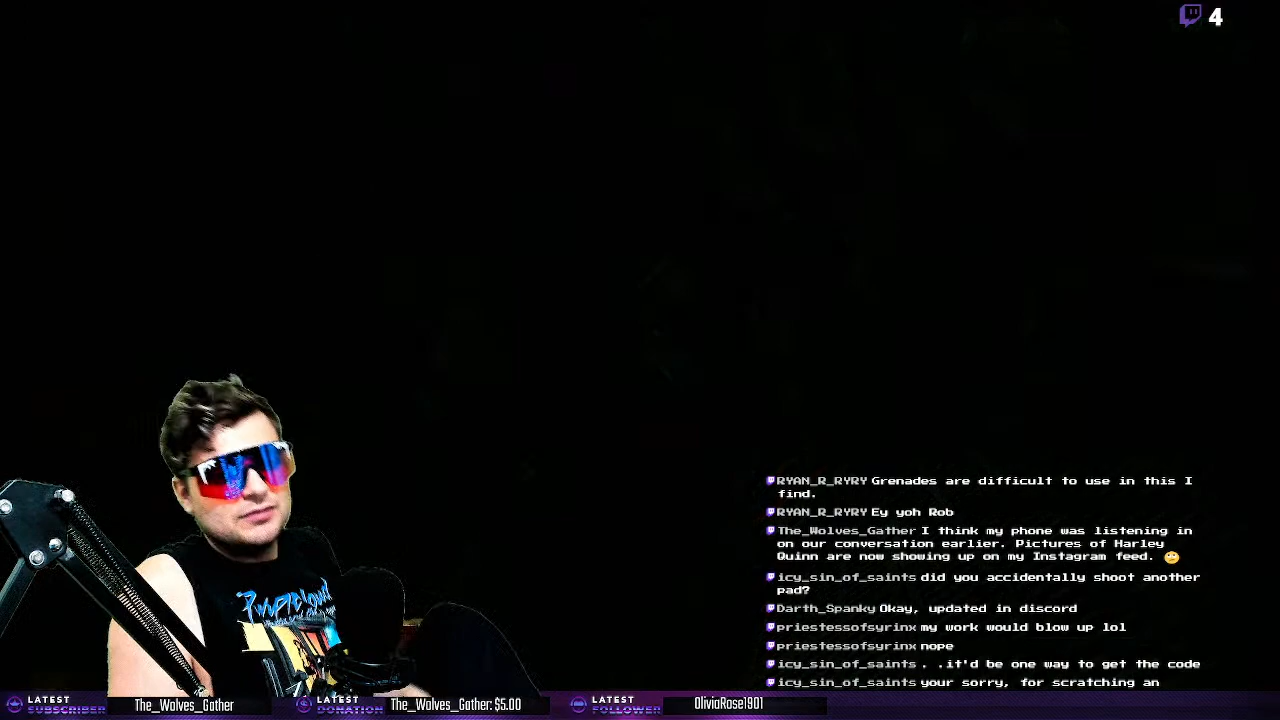 4
RYAN_R_RYRY Grenades are difficult to use in this I
find.
RYAN_R_RYRY Ey yoh Rob
The_Wolves_Gather I think my phone was listening in
on our conversation earlier. Pictures of Harley
Quinn are now showing up on my Instagram feed. 🙄
icy_sin_of_saints did you accidentally shoot another
pad?
Darth_Spanky Okay, updated in discord
priestessofsyrinx my work would blow up lol
priestessofsyrinx nope
icy_sin_of_saints . .it'd be one way to get the code
icy_sin_of_saints your sorry, for scratching an
LATEST
SUBSCRIBER
The_Wolves_Gather
LATEST
DONATION
The_Wolves_Gather: $5.00
LATEST
FOLLOWER
OliviaRose1901